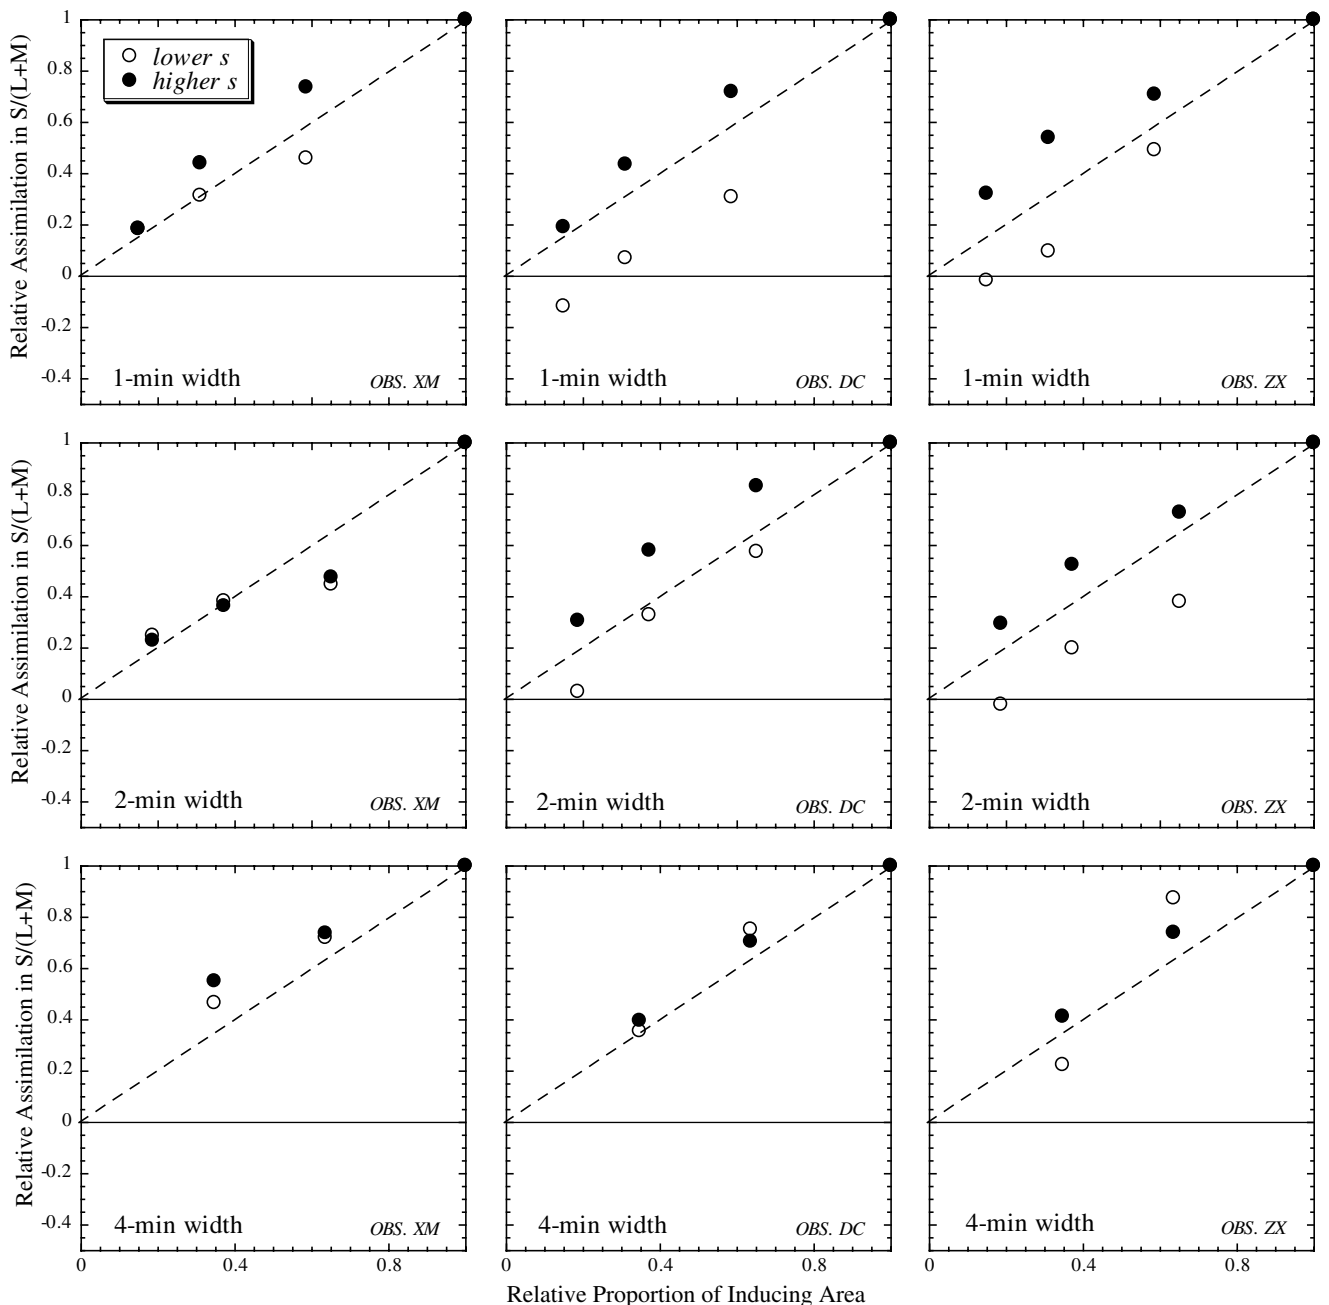 lower s
higher s
Relative Assimilation in S/(L+M)
1
0.8
0.6
0.4
0.2
0
-0.2
-0.4
1-min width
OBS. XM
1-min width
OBS. DC
1-min width
OBS. ZX
Relative Assimilation in S/(L+M)
1
0.8
0.6
0.4
0.2
0
-0.2
-0.4
2-min width
OBS. XM
2-min width
OBS. DC
2-min width
OBS. ZX
Relative Assimilation in S/(L+M)
1
0.8
0.6
0.4
0.2
0
-0.2
-0.4
4-min width
OBS. XM
4-min width
OBS. DC
4-min width
OBS. ZX
0 0.4 0.8
0 0.4 0.8
0 0.4 0.8
Relative Proportion of Inducing Area